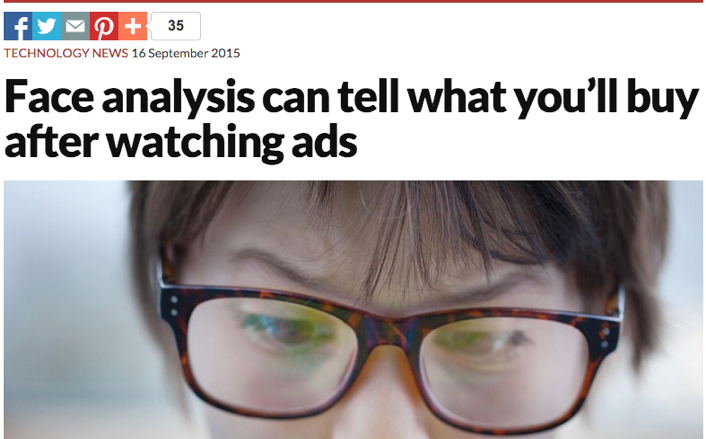 35
TECHNOLOGY NEWS 16 September 2015
Face analysis can tell what you’ll buy
after watching ads